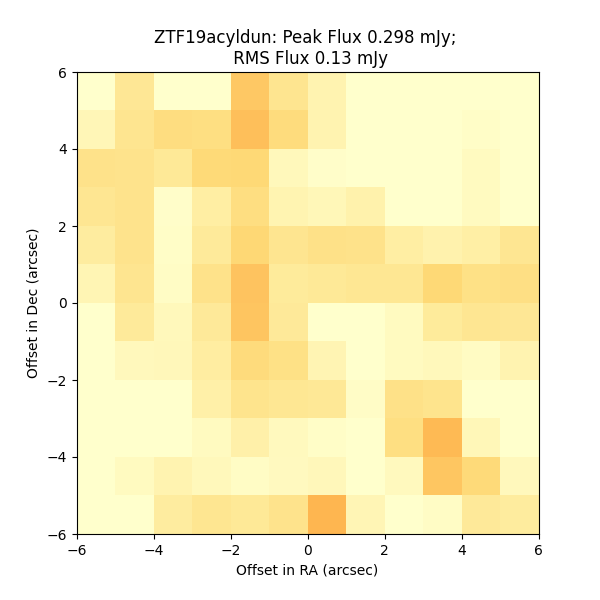 ZTF19acyldun: Peak Flux 0.298 mJy;
RMS Flux 0.13 mJy
6
4
2
0
−2
−4
−6
Offset in Dec (arcsec)
−6 −4 −2 0 2 4 6
Offset in RA (arcsec)